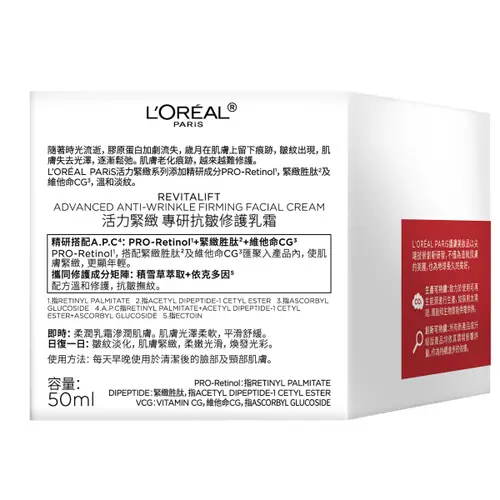 L'ORÉAL®
PARiS
隨著時光流逝，膠原蛋白加劇流失，歲月在肌膚上留下痕跡，皺紋出現，肌
膚失去光澤，逐漸鬆弛。肌膚老化痕跡，越來越難修護。
L'ORÉAL PARiS活力緊緻系列添加精研成分PRO-Retinol¹，緊緻胜肽²及
維他命CG³，溫和淡紋。
REVITALIFT
ADVANCED ANTI-WRINKLE FIRMING FACIAL CREAM
活力緊緻 專研抗皺修護乳霜
精研搭配A.P.C⁴: PRO-Retinol¹+緊緻胜肽²+維他命CG³
PRO-Retinol¹，搭配緊緻胜肽²及維他命CG³匯聚入產品內，使肌
膚緊緻，更顯年輕。
攜同修護成分矩陣：積雪草萃取+依克多因⁵
配方溫和修護，抗皺撫紋。
1.指RETINYL PALMITATE 2.指ACETYL DIPEPTIDE-1 CETYL ESTER 3.指ASCORBYL
GLUCOSIDE 4.A.P.C指RETINYL PALMITATE+ACETYL DIPEPTIDE-1 CETYL
ESTER+ASCORBYL GLUCOSIDE 5.指ECTOIN
即時：柔潤乳霜滲潤肌膚。肌膚光澤柔軟，平滑舒緩。
日復一日：皺紋淡化，肌膚緊緻，柔嫩光滑，煥發光彩。
使用方法：每天早晚使用於清潔後的臉部及頸部肌膚。
容量：
50ml
PRO-Retinol：指RETINYL PALMITATE
DIPEPTIDE：緊緻胜肽，指ACETYL DIPEPTIDE-1 CETYL ESTER
VCG：VITAMIN CG，維他命CG，指ASCORBYL GLUCOSIDE
L'ORÉAL PARiS